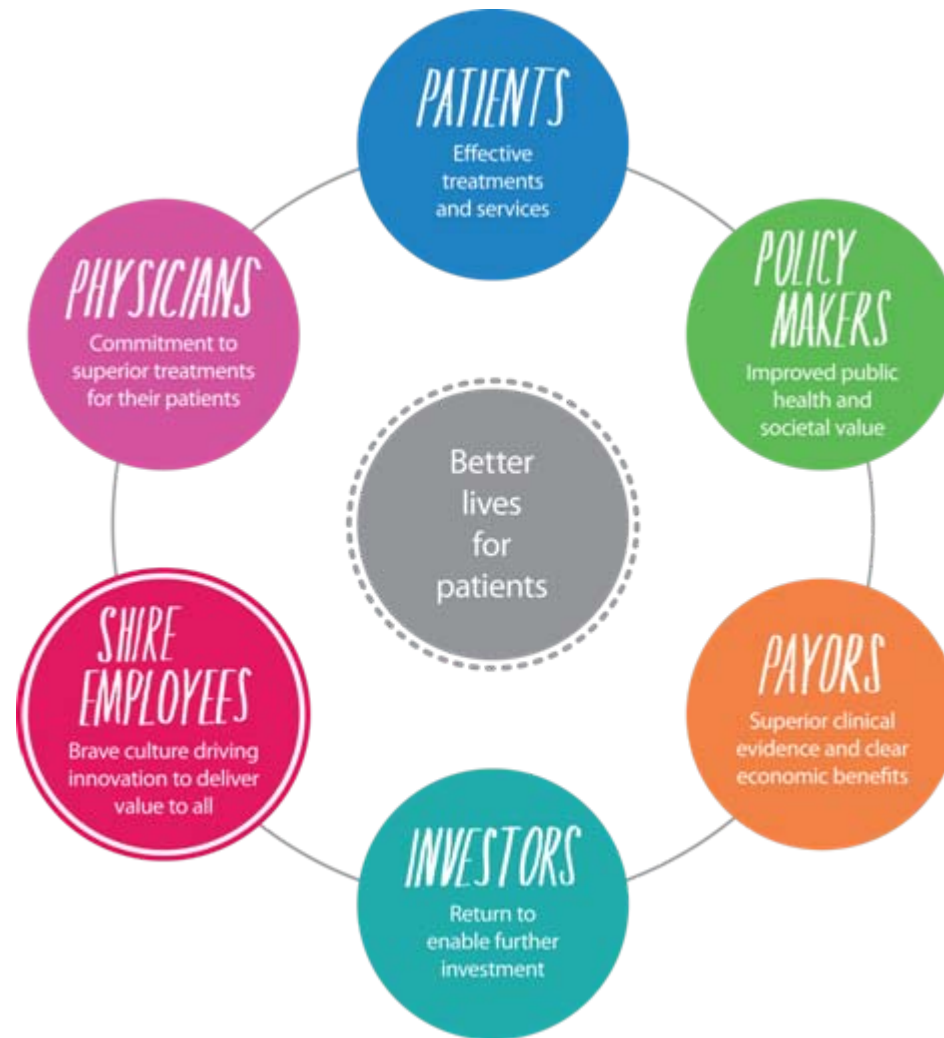 PATIENTS
Effective
treatments
and services
POLICY
MAKERS
Improved public
health and
societal value
PAYORS
Superior clinical
evidence and clear
economic benefits
INVESTORS
Return to
enable further
investment
SHIRE
EMPLOYEES
Brave culture driving
innovation to deliver
value to all
PHYSICIANS
Commitment to
superior treatments
for their patients
Better
lives
for
patients